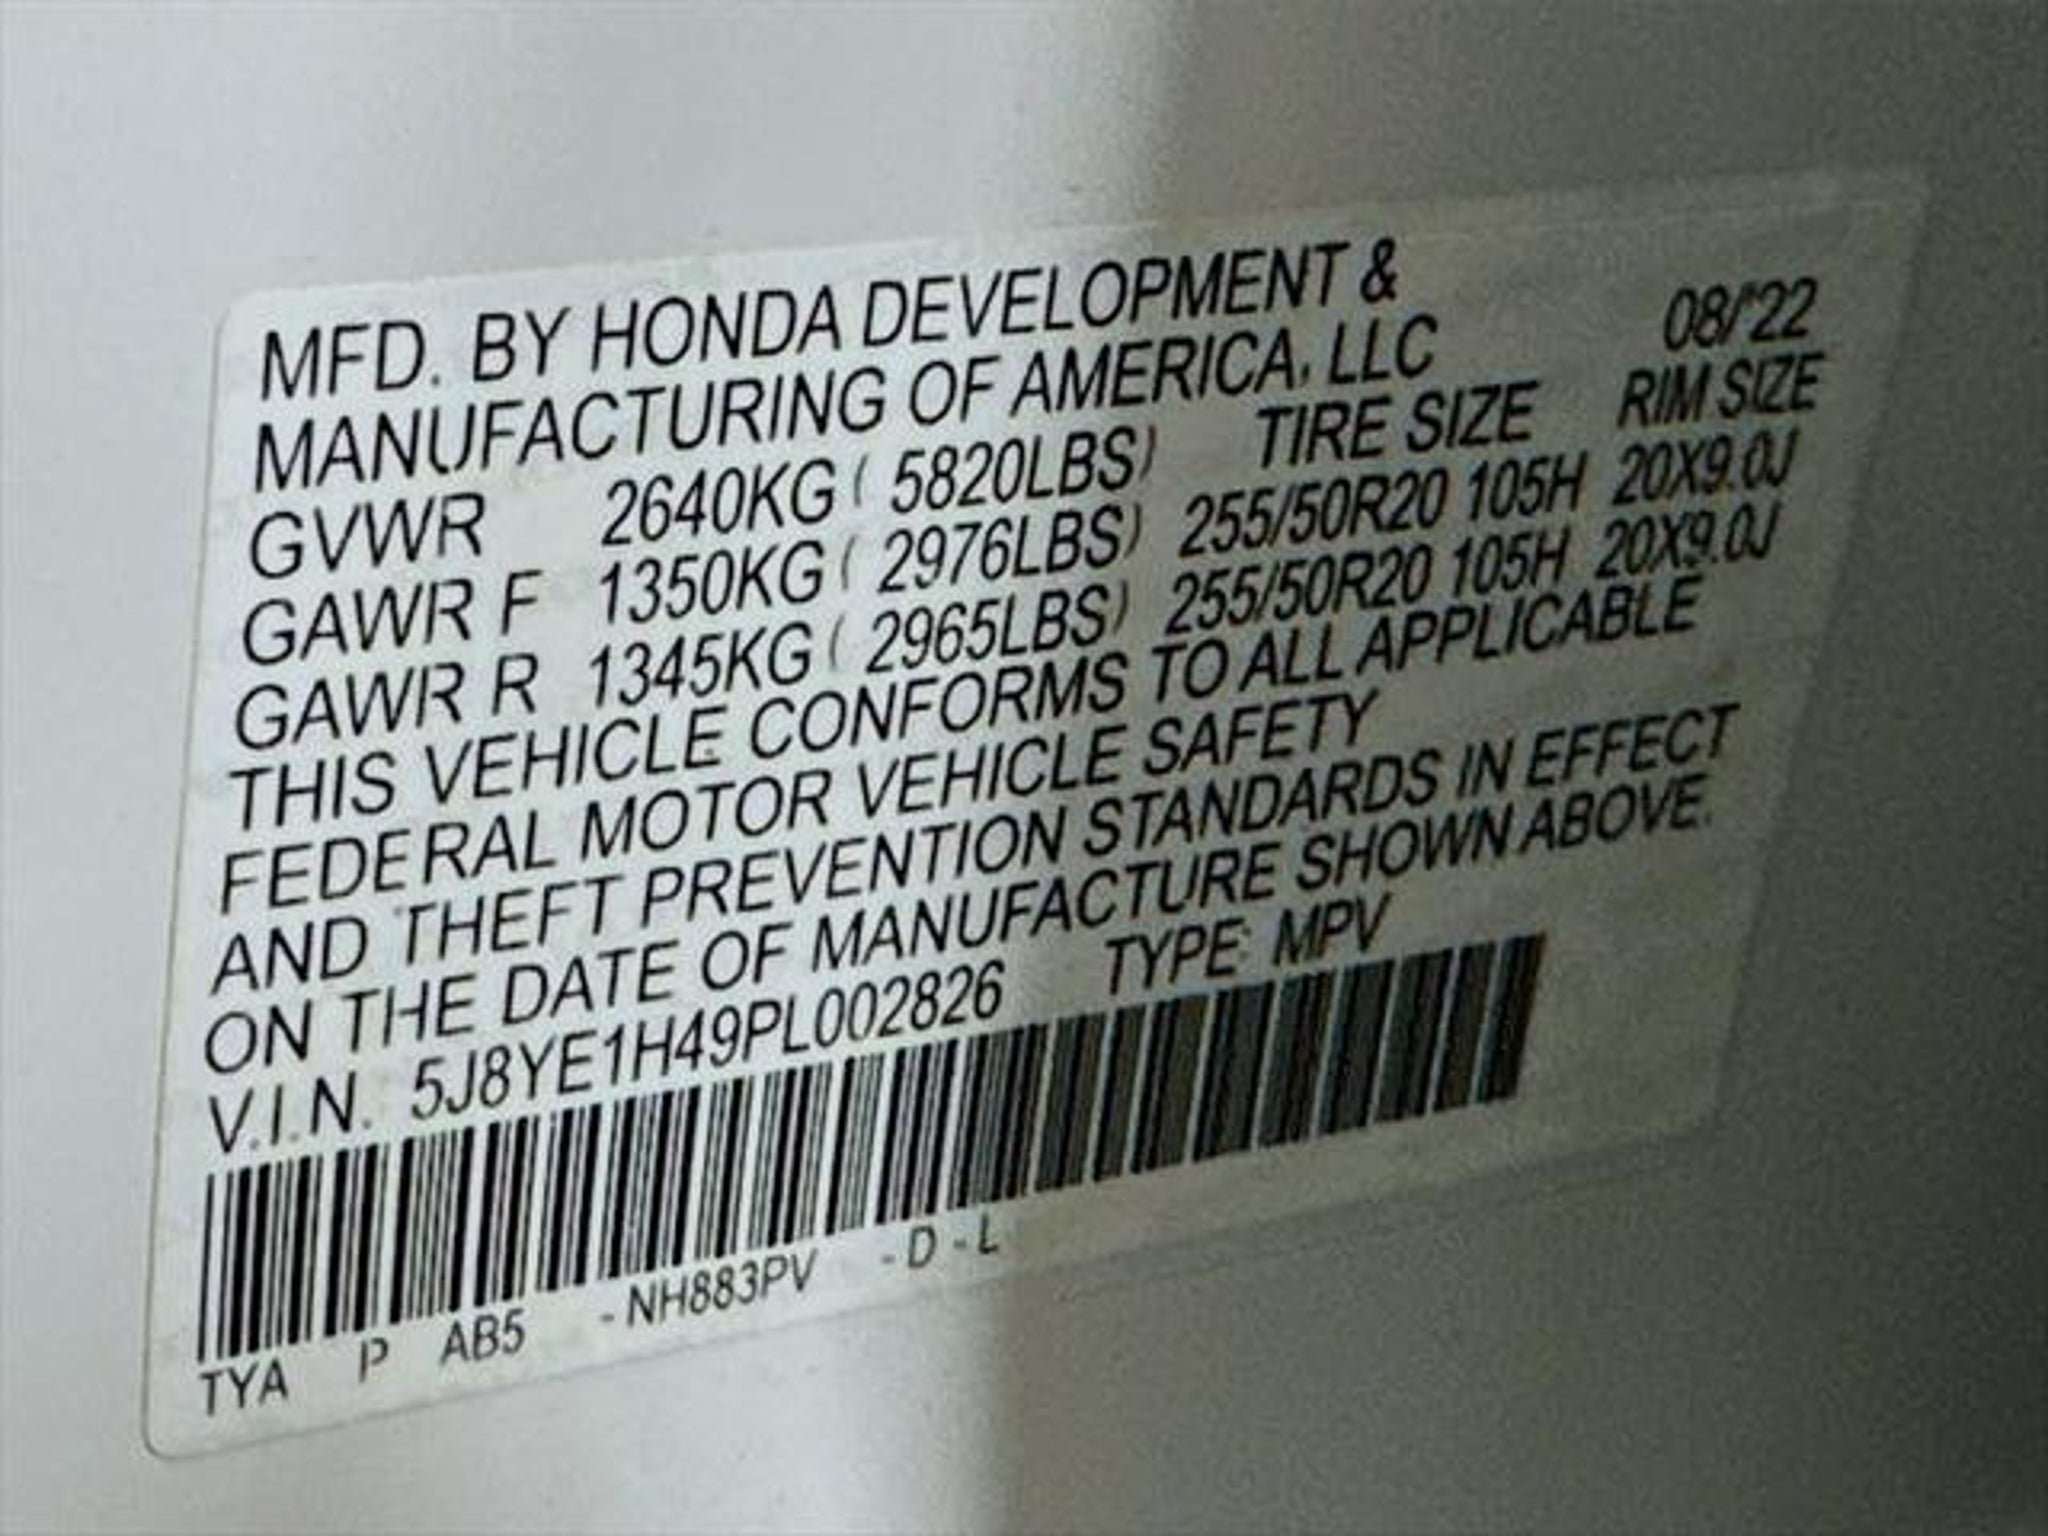 MFD. BY HONDA DEVELOPMENT &
MANUFACTURING OF AMERICA, LLC 08/'22
GVWR 2640KG ( 5820LBS) TIRE SIZE RIM SIZE
GAWR F 1350KG ( 2976LBS) 255/50R20 105H 20X9.0J
GAWR R 1345KG ( 2965LBS) 255/50R20 105H 20X9.0J
THIS VEHICLE CONFORMS TO ALL APPLICABLE
FEDERAL MOTOR VEHICLE SAFETY
AND THEFT PREVENTION STANDARDS IN EFFECT
ON THE DATE OF MANUFACTURE SHOWN ABOVE.
V.I.N. 5J8YE1H49PL002826 TYPE: MPV
TYA P AB5 - NH883PV - D - L